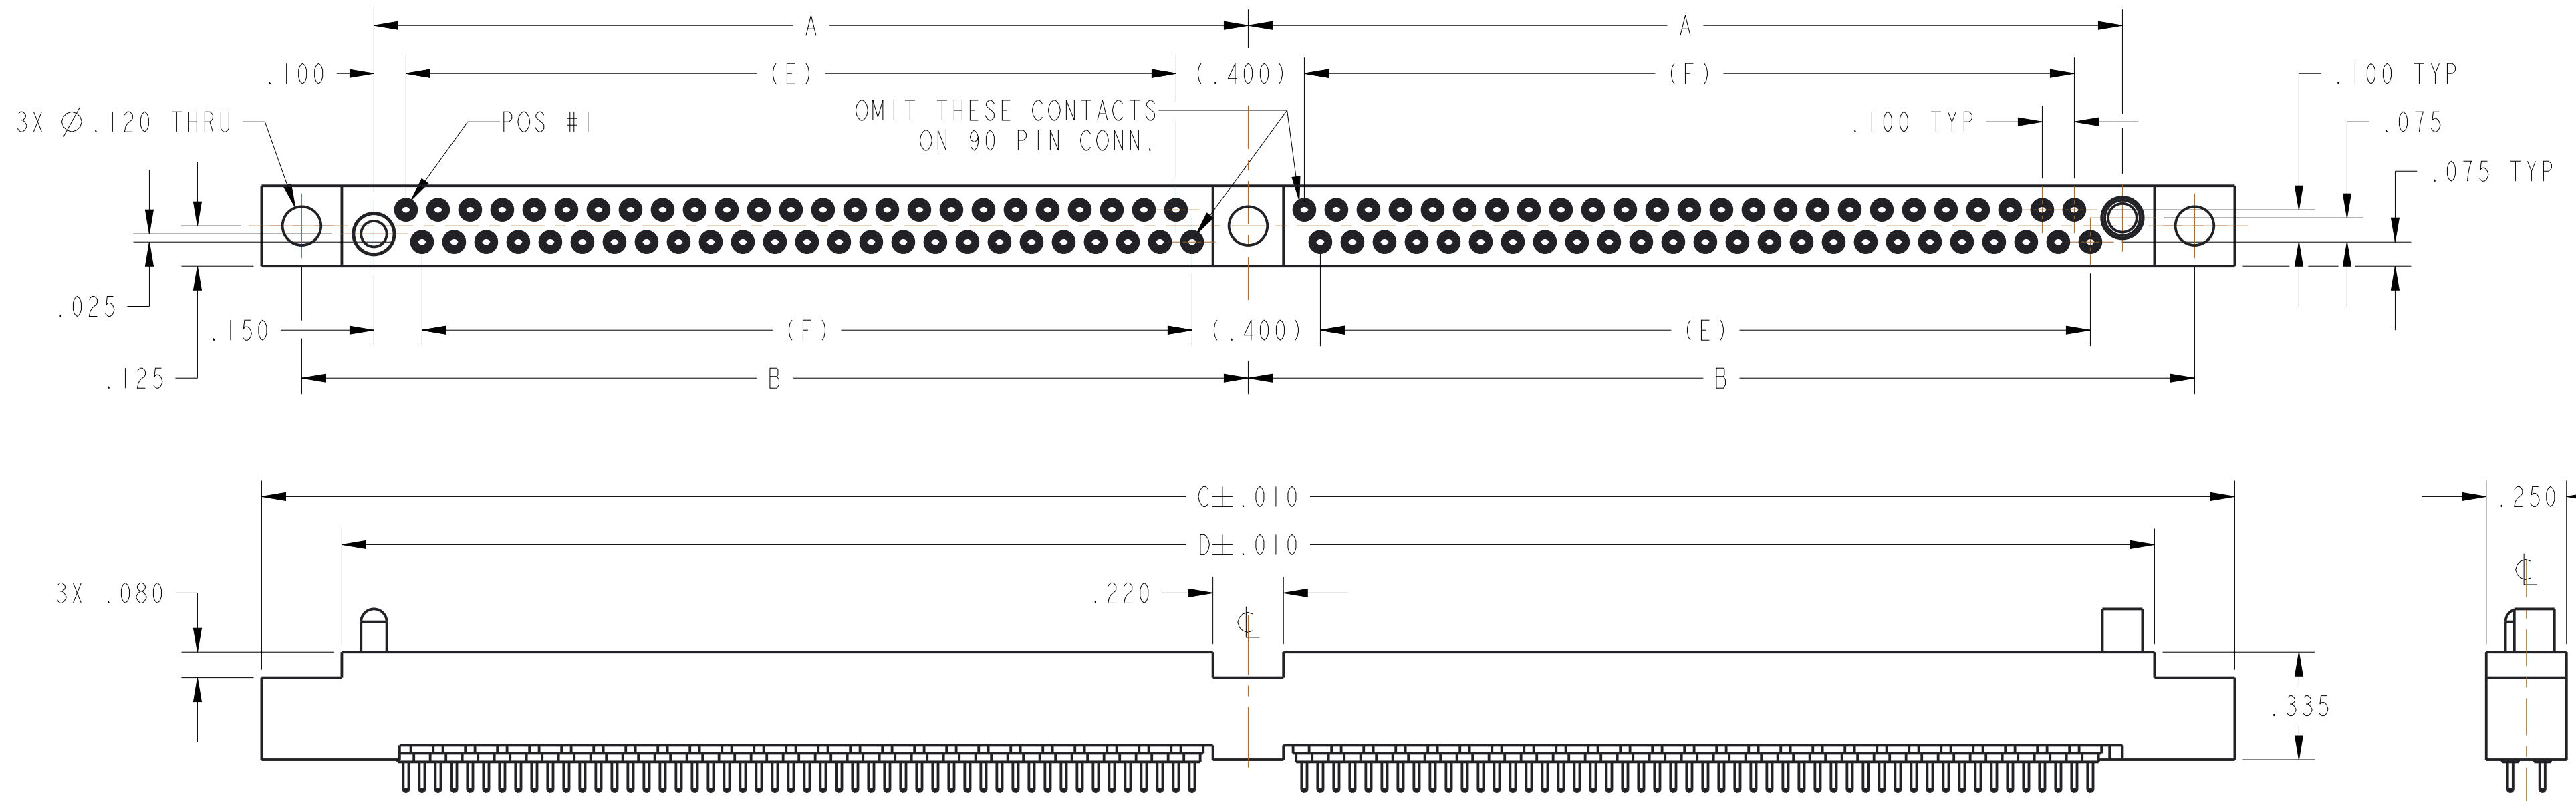 A A
.100 (E) (.400) (F) .100 TYP
3X Ø.120 THRU POS #1 OMIT THESE CONTACTS .100 TYP .075
ON 90 PIN CONN.
.075 TYP
.025
.150 (F) (.400) (E)
.125 B B
C±.010 .250
D±.010
3X .080 .220 ℄
℄
.335